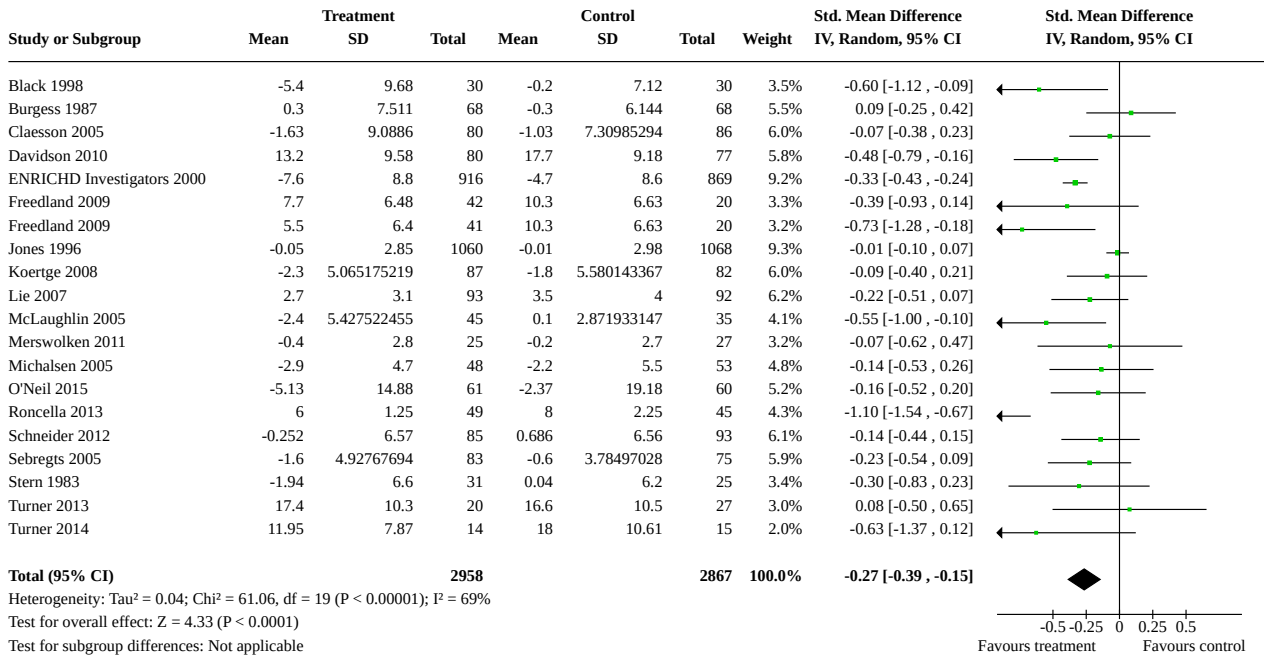 Treatment Control Std. Mean Difference Std. Mean Difference
Study or Subgroup Mean SD Total Mean SD Total Weight IV, Random, 95% CI IV, Random, 95% CI
Black 1998 -5.4 9.68 30 -0.2 7.12 30 3.5% -0.60 [-1.12 , -0.09]
Burgess 1987 0.3 7.511 68 -0.3 6.144 68 5.5% 0.09 [-0.25 , 0.42]
Claesson 2005 -1.63 9.0886 80 -1.03 7.30985294 86 6.0% -0.07 [-0.38 , 0.23]
Davidson 2010 13.2 9.58 80 17.7 9.18 77 5.8% -0.48 [-0.79 , -0.16]
ENRICHD Investigators 2000 -7.6 8.8 916 -4.7 8.6 869 9.2% -0.33 [-0.43 , -0.24]
Freedland 2009 7.7 6.48 42 10.3 6.63 20 3.3% -0.39 [-0.93 , 0.14]
Freedland 2009 5.5 6.4 41 10.3 6.63 20 3.2% -0.73 [-1.28 , -0.18]
Jones 1996 -0.05 2.85 1060 -0.01 2.98 1068 9.3% -0.01 [-0.10 , 0.07]
Koertge 2008 -2.3 5.065175219 87 -1.8 5.580143367 82 6.0% -0.09 [-0.40 , 0.21]
Lie 2007 2.7 3.1 93 3.5 4 92 6.2% -0.22 [-0.51 , 0.07]
McLaughlin 2005 -2.4 5.427522455 45 0.1 2.871933147 35 4.1% -0.55 [-1.00 , -0.10]
Merswolken 2011 -0.4 2.8 25 -0.2 2.7 27 3.2% -0.07 [-0.62 , 0.47]
Michalsen 2005 -2.9 4.7 48 -2.2 5.5 53 4.8% -0.14 [-0.53 , 0.26]
O'Neil 2015 -5.13 14.88 61 -2.37 19.18 60 5.2% -0.16 [-0.52 , 0.20]
Roncella 2013 6 1.25 49 8 2.25 45 4.3% -1.10 [-1.54 , -0.67]
Schneider 2012 -0.252 6.57 85 0.686 6.56 93 6.1% -0.14 [-0.44 , 0.15]
Sebregts 2005 -1.6 4.92767694 83 -0.6 3.78497028 75 5.9% -0.23 [-0.54 , 0.09]
Stern 1983 -1.94 6.6 31 0.04 6.2 25 3.4% -0.30 [-0.83 , 0.23]
Turner 2013 17.4 10.3 20 16.6 10.5 27 3.0% 0.08 [-0.50 , 0.65]
Turner 2014 11.95 7.87 14 18 10.61 15 2.0% -0.63 [-1.37 , 0.12]
Total (95% CI) 2958 2867 100.0% -0.27 [-0.39 , -0.15]
Heterogeneity: Tau² = 0.04; Chi² = 61.06, df = 19 (P < 0.00001); I² = 69%
Test for overall effect: Z = 4.33 (P < 0.0001) -0.5 -0.25 0 0.25 0.5
Test for subgroup differences: Not applicable Favours treatment Favours control